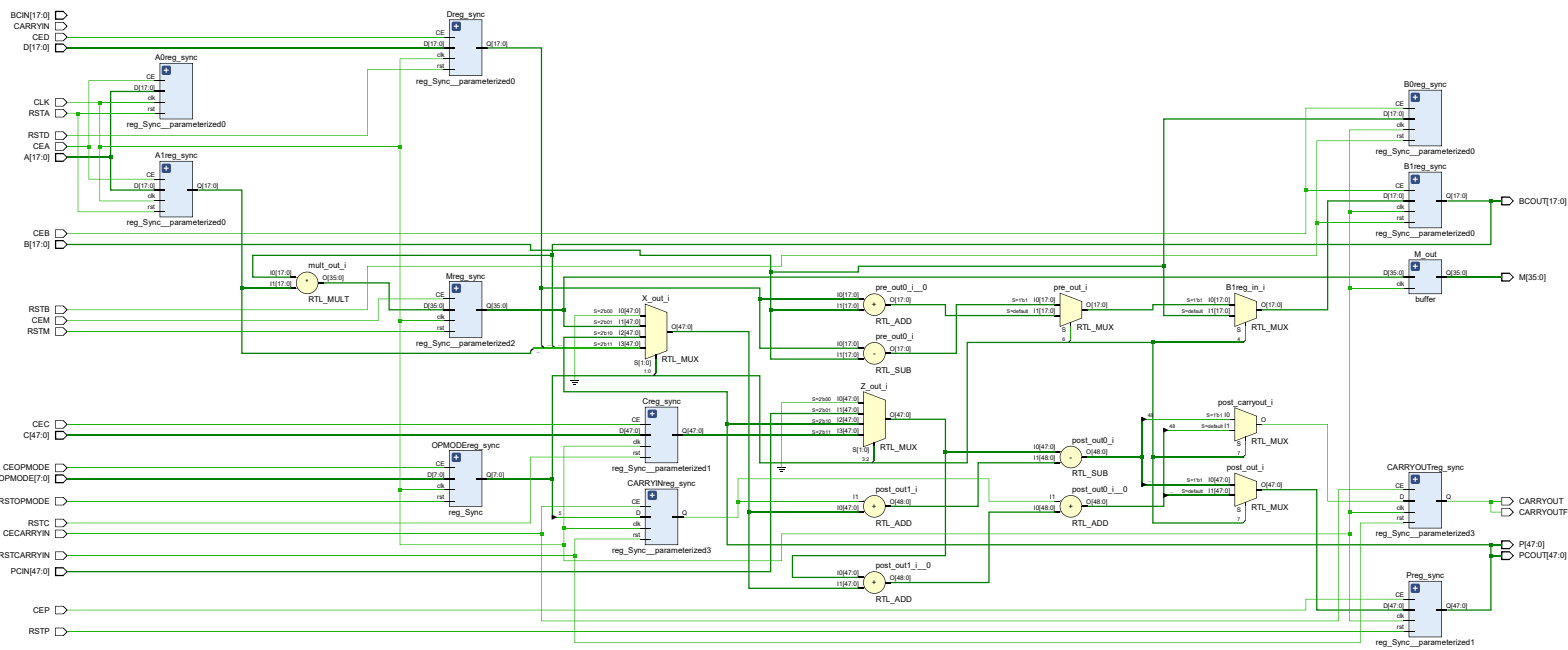 BCIN[17:0]
CARRYIN
CED
D[17:0]
CLK
RSTA
RSTD
CEA
A[17:0]
CEB
B[17:0]
RSTB
CEM
RSTM
CEC
C[47:0]
CEOPMODE
OPMODE[7:0]
RSTOPMODE
RSTC
CECARRYIN
RSTCARRYIN
PCIN[47:0]
CEP
RSTP
A0reg_sync
CE
D[17:0]
clk
rst
reg_Sync__parameterized0
A1reg_sync
CE
D[17:0]
clk
rst
Q[17:0]
reg_Sync__parameterized0
Dreg_sync
CE
D[17:0]
clk
rst
Q[17:0]
reg_Sync__parameterized0
mult_out_i
I0[17:0]
I1[17:0]
O[35:0]
RTL_MULT
Mreg_sync
CE
D[35:0]
clk
rst
Q[35:0]
reg_Sync__parameterized2
OPMODEreg_sync
CE
D[7:0]
clk
rst
Q[7:0]
reg_Sync
X_out_i
S=2'b00 I0[47:0]
S=2'b01 I1[47:0]
S=2'b10 I2[47:0]
S=2'b11 I3[47:0]
S[1:0]
1:0
O[47:0]
RTL_MUX
Creg_sync
CE
D[47:0]
clk
rst
Q[47:0]
reg_Sync__parameterized1
CARRYINreg_sync
CE
5
D
clk
rst
Q
reg_Sync__parameterized3
pre_out0_i__0
I0[17:0]
I1[17:0]
O[17:0]
RTL_ADD
pre_out0_i
I0[17:0]
I1[17:0]
O[17:0]
RTL_SUB
Z_out_i
S=2'b00 I0[47:0]
S=2'b01 I1[47:0]
S=2'b10 I2[47:0]
S=2'b11 I3[47:0]
S[1:0]
3:2
O[47:0]
RTL_MUX
post_out1_i
I1
I0[47:0]
O[48:0]
RTL_ADD
post_out1_i__0
I0[47:0]
I1[47:0]
O[48:0]
RTL_ADD
pre_out_i
S=1'b1 I0[17:0]
S=default I1[17:0]
S
6
O[17:0]
RTL_MUX
post_out0_i
I0[47:0]
I1[48:0]
O[48:0]
RTL_SUB
post_out0_i__0
I1
I0[48:0]
O[48:0]
RTL_ADD
B1reg_in_i
S=1'b1 I0[17:0]
S=default I1[17:0]
S
4
O[17:0]
RTL_MUX
post_carryout_i
48
S=1'b1 I0
48
S=default I1
S
7
O
RTL_MUX
post_out_i
S=1'b1 I0[47:0]
S=default I1[47:0]
S
7
O[47:0]
RTL_MUX
B0reg_sync
CE
D[17:0]
clk
rst
reg_Sync__parameterized0
B1reg_sync
CE
D[17:0]
clk
rst
Q[17:0]
reg_Sync__parameterized0
M_out
D[35:0]
clk
Q[35:0]
buffer
CARRYOUTreg_sync
CE
D
clk
rst
Q
reg_Sync__parameterized3
Preg_sync
CE
D[47:0]
clk
rst
Q[47:0]
reg_Sync__parameterized1
BCOUT[17:0]
M[35:0]
CARRYOUT
CARRYOUTF
P[47:0]
PCOUT[47:0]